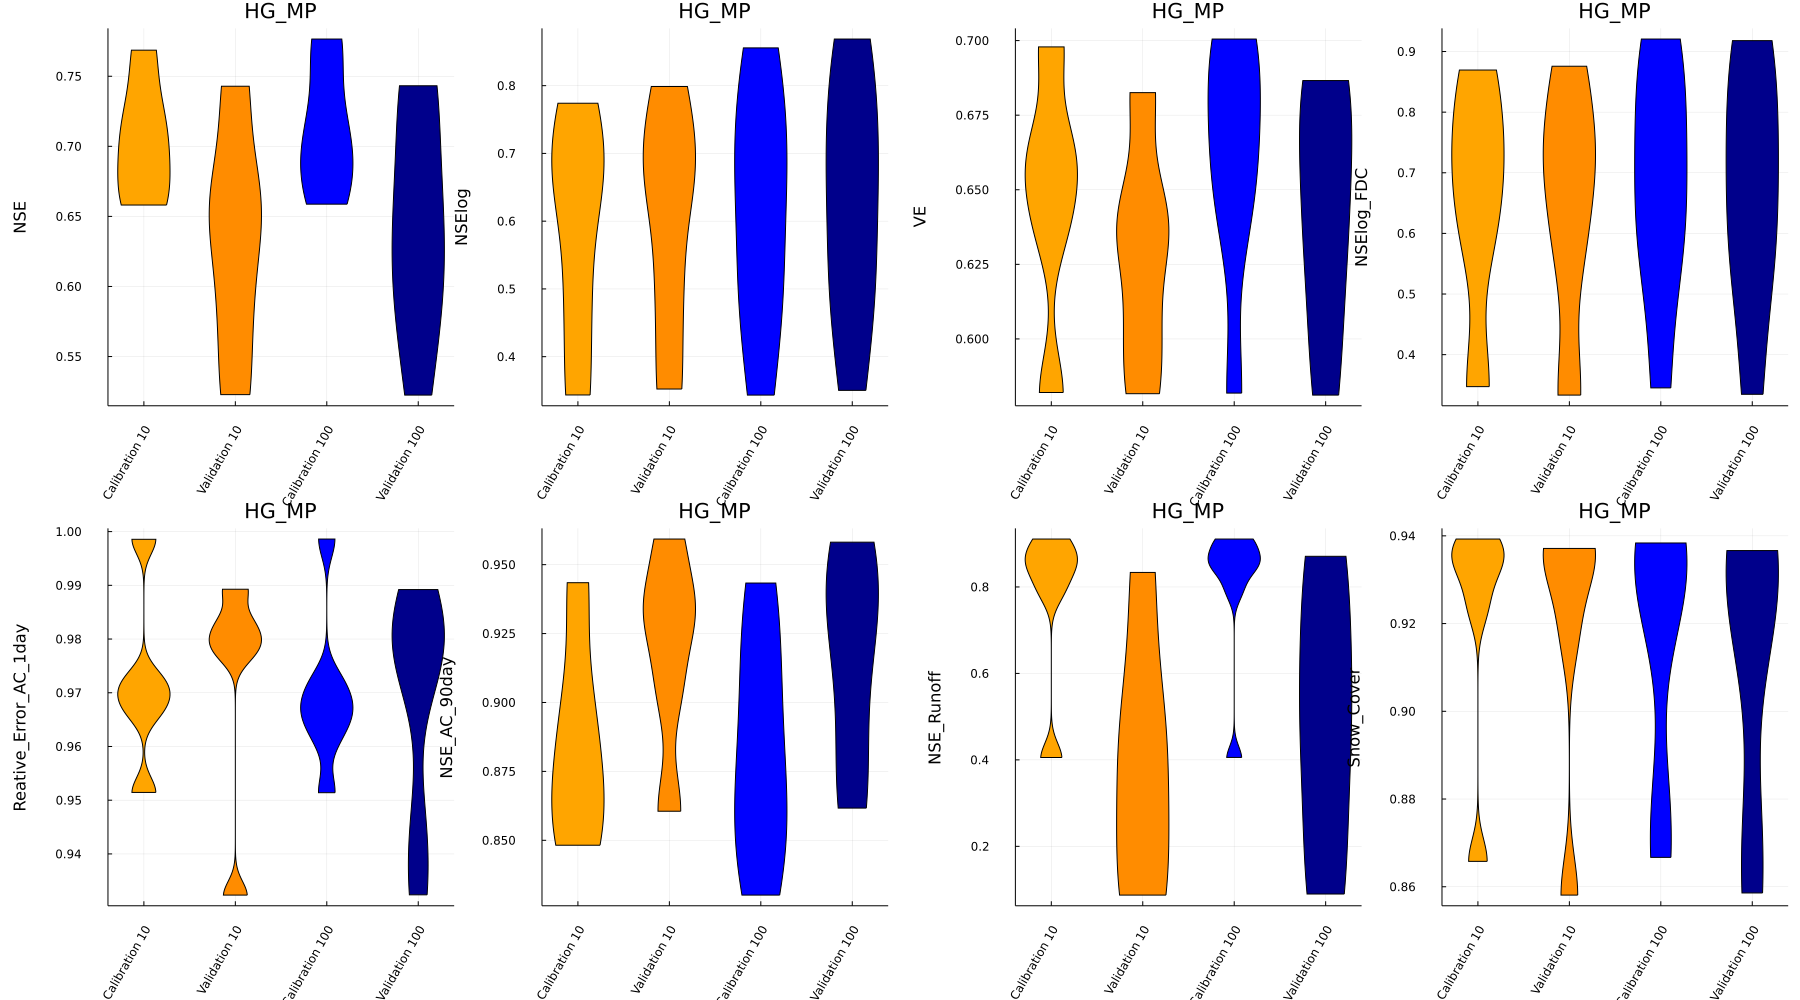 HG_MP
NSE
0.75
0.70
0.65
0.60
0.55
Calibration 10
Validation 10
Calibration 100
Validation 100
HG_MP
NSElog
0.8
0.7
0.6
0.5
0.4
Calibration 10
Validation 10
Calibration 100
Validation 100
HG_MP
VE
0.700
0.675
0.650
0.625
0.600
Calibration 10
Validation 10
Calibration 100
Validation 100
HG_MP
NSElog_FDC
0.9
0.8
0.7
0.6
0.5
0.4
Calibration 10
Validation 10
Calibration 100
Validation 100
HG_MP
Reative_Error_AC_1day
1.00
0.99
0.98
0.97
0.96
0.95
0.94
Calibration 10
Validation 10
Calibration 100
Validation 100
HG_MP
NSE_AC_90day
0.950
0.925
0.900
0.875
0.850
Calibration 10
Validation 10
Calibration 100
Validation 100
HG_MP
NSE_Runoff
0.8
0.6
0.4
0.2
Calibration 10
Validation 10
Calibration 100
Validation 100
HG_MP
Snow_Cover
0.94
0.92
0.90
0.88
0.86
Calibration 10
Validation 10
Calibration 100
Validation 100